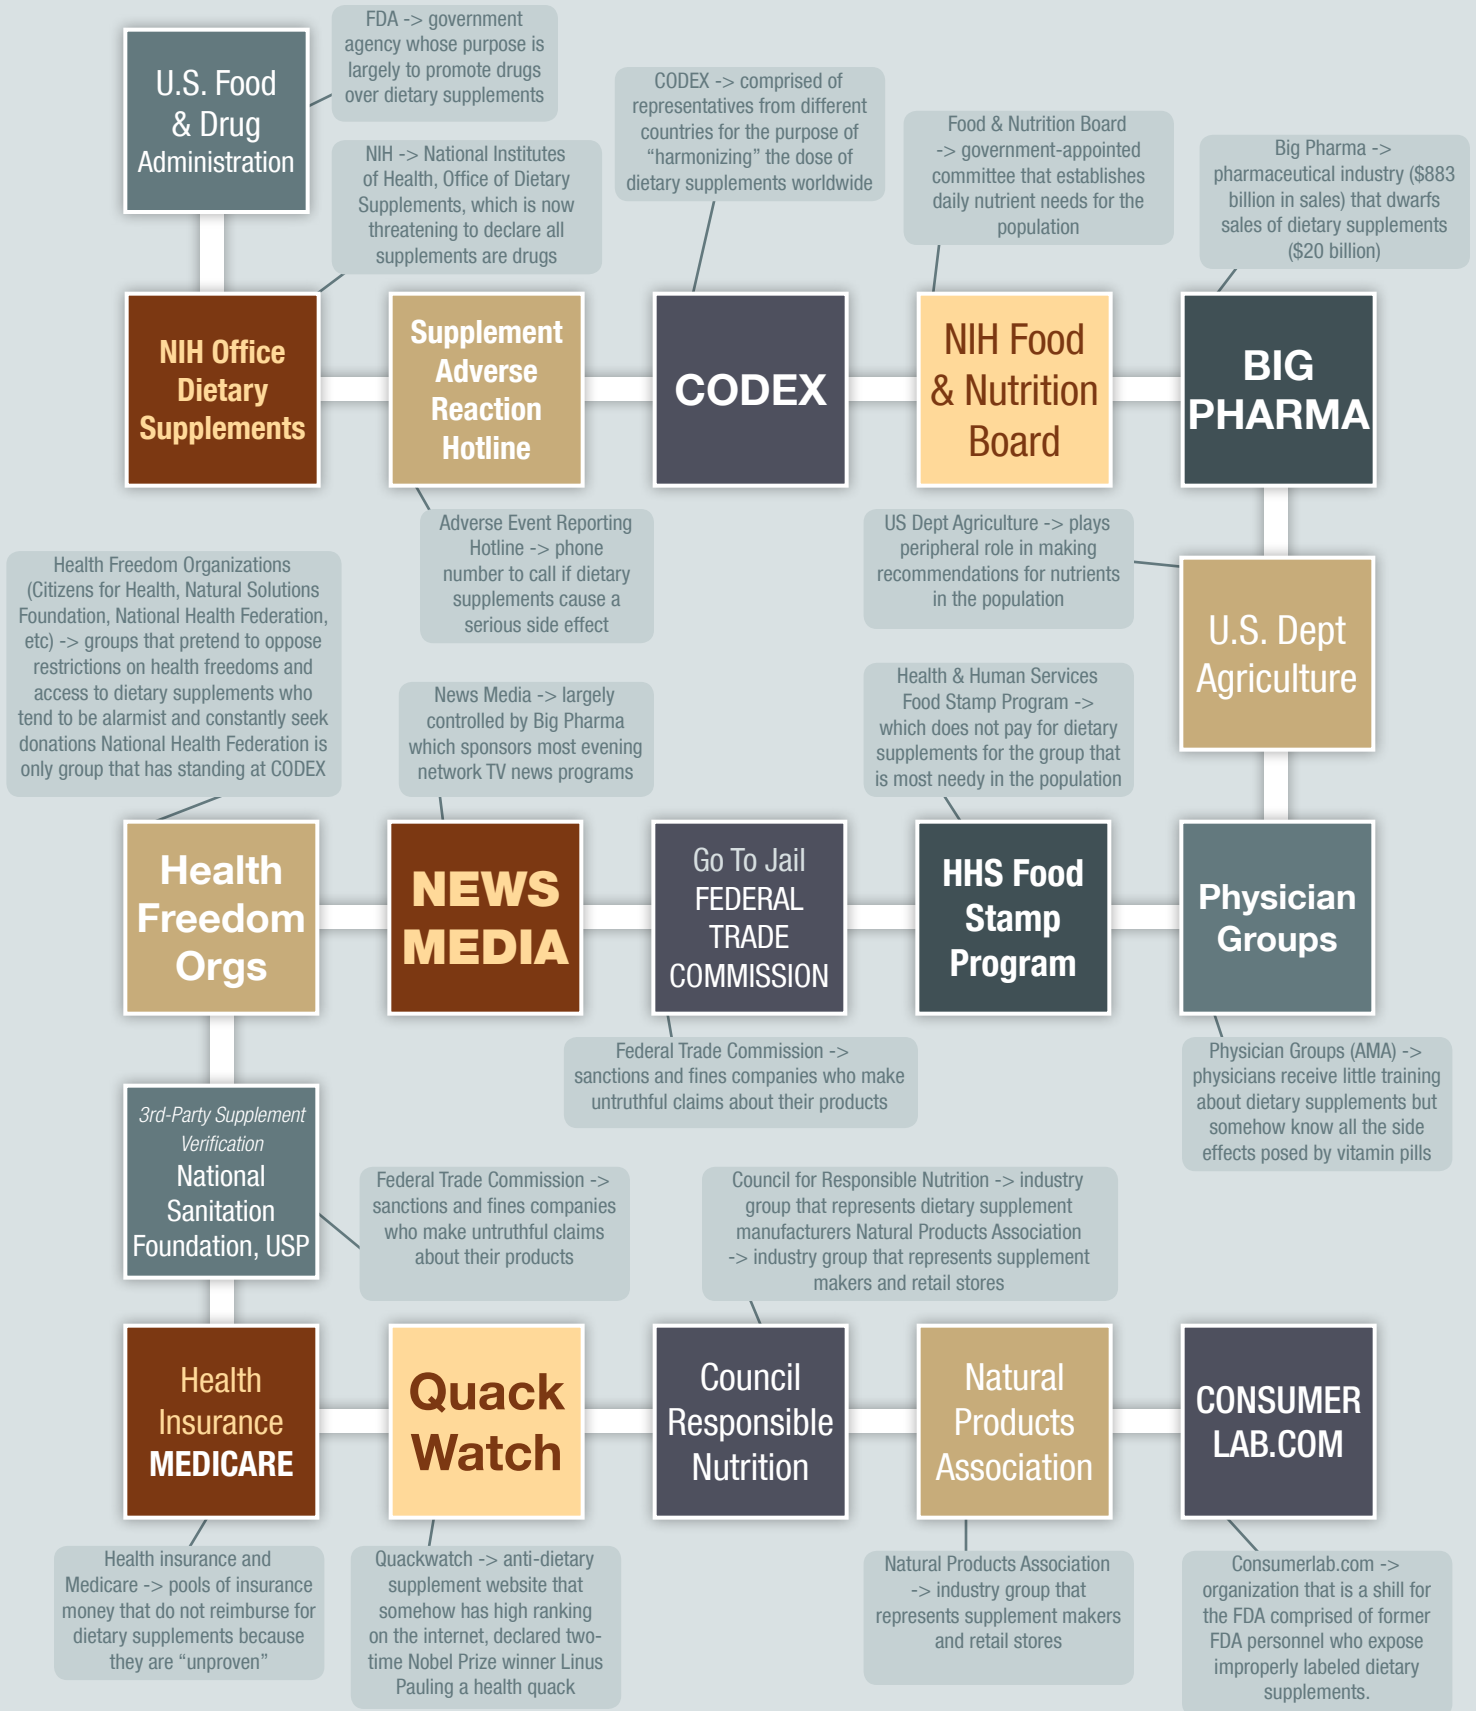 FDA -> government
agency whose purpose is
largely to promote drugs
over dietary supplements
U.S. Food
& Drug
Administration
CODEX -> comprised of
representatives from different
countries for the purpose of
“harmonizing” the dose of
dietary supplements worldwide
Food & Nutrition Board
-> government-appointed
committee that establishes
daily nutrient needs for the
population
Big Pharma ->
pharmaceutical industry ($883
billion in sales) that dwarfs
sales of dietary supplements
($20 billion)
NIH -> National Institutes
of Health, Office of Dietary
Supplements, which is now
threatening to declare all
supplements are drugs
NIH Office
Dietary
Supplements
Supplement
Adverse
Reaction
Hotline
CODEX
NIH Food
& Nutrition
Board
BIG
PHARMA
Adverse Event Reporting
Hotline -> phone
number to call if dietary
supplements cause a
serious side effect
US Dept Agriculture -> plays
peripheral role in making
recommendations for nutrients
in the population
U.S. Dept
Agriculture
Health Freedom Organizations
(Citizens for Health, Natural Solutions
Foundation, National Health Federation,
etc) -> groups that pretend to oppose
restrictions on health freedoms and
access to dietary supplements who
tend to be alarmist and constantly seek
donations National Health Federation is
only group that has standing at CODEX
News Media -> largely
controlled by Big Pharma
which sponsors most evening
network TV news programs
Health & Human Services
Food Stamp Program ->
which does not pay for dietary
supplements for the group that
is most needy in the population
Health
Freedom
Orgs
NEWS
MEDIA
Go To Jail
FEDERAL
TRADE
COMMISSION
HHS Food
Stamp
Program
Physician
Groups
Federal Trade Commission ->
sanctions and fines companies who make
untruthful claims about their products
Physician Groups (AMA) ->
physicians receive little training
about dietary supplements but
somehow know all the side
effects posed by vitamin pills
3rd-Party Supplement
Verification
National
Sanitation
Foundation, USP
Federal Trade Commission ->
sanctions and fines companies
who make untruthful claims
about their products
Council for Responsible Nutrition -> industry
group that represents dietary supplement
manufacturers Natural Products Association
-> industry group that represents supplement
makers and retail stores
Health
Insurance
MEDICARE
Quack
Watch
Council
Responsible
Nutrition
Natural
Products
Association
CONSUMER
LAB.COM
Health insurance and
Medicare -> pools of insurance
money that do not reimburse for
dietary supplements because
they are “unproven”
Quackwatch -> anti-dietary
supplement website that
somehow has high ranking
on the internet, declared two-
time Nobel Prize winner Linus
Pauling a health quack
Natural Products Association
-> industry group that
represents supplement makers
and retail stores
Consumerlab.com ->
organization that is a shill for
the FDA comprised of former
FDA personnel who expose
improperly labeled dietary
supplements.